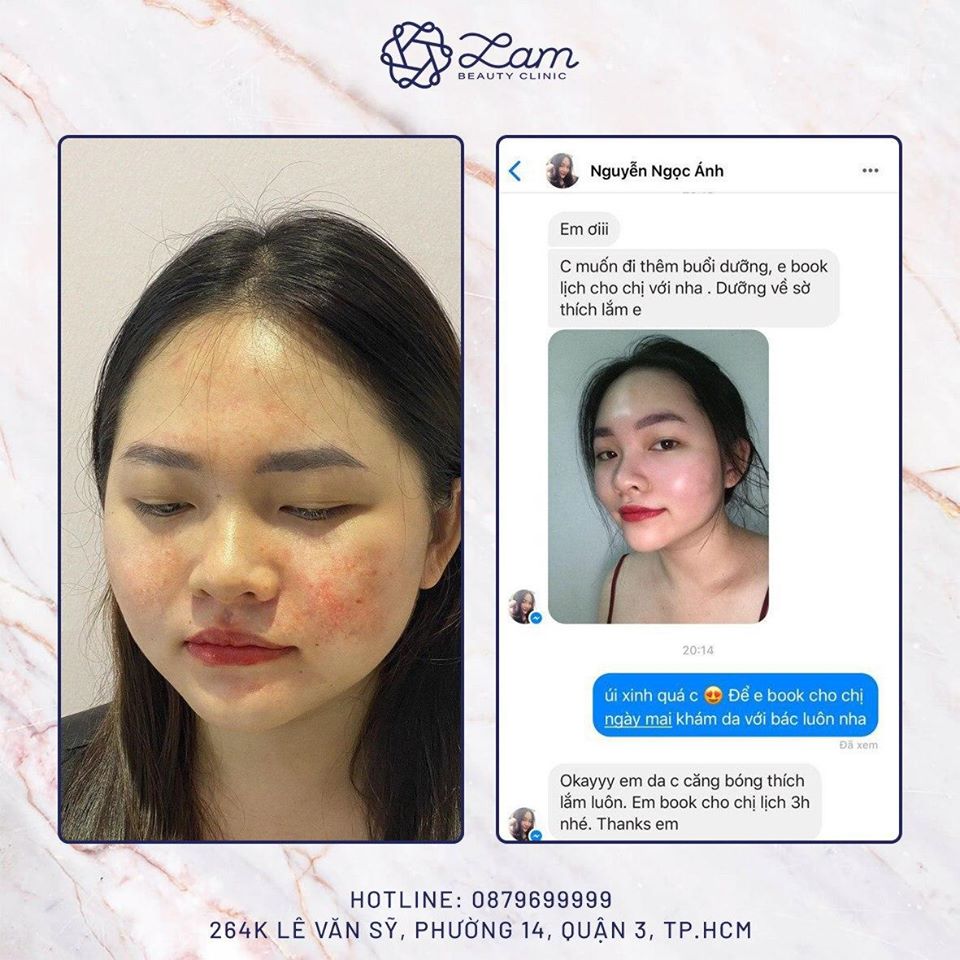 Lam
BEAUTY CLINIC
Nguyễn Ngọc Ánh
Em ơiii
C muốn đi thêm buổi dưỡng, e book
lịch cho chị với nha . Dưỡng về sờ
thích lắm e
20:14
úi xinh quá c 😍 Để e book cho chị
ngày mai khám da với bác luôn nha
Đã xem
Okayyy em da c căng bóng thích
lắm luôn. Em book cho chị lịch 3h
nhé. Thanks em
HOTLINE: 0879699999
264K LÊ VĂN SỸ, PHƯỜNG 14, QUẬN 3, TP.HCM